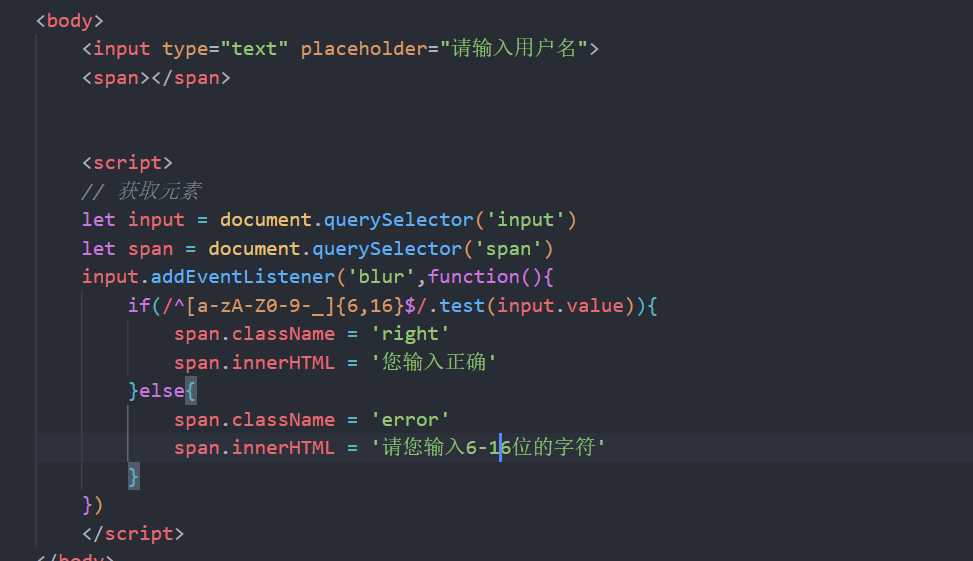 <body>
<input type="text" placeholder="请输入用户名">
<span></span>
<script>
// 获取元素
let input = document.querySelector('input')
let span = document.querySelector('span')
input.addEventListener('blur',function(){
if(/^[a-zA-Z0-9-_]{6,16}$/.test(input.value)){
span.className = 'right'
span.innerHTML = '您输入正确'
}else{
span.className = 'error'
span.innerHTML = '请您输入6-16位的字符'
}
})
</script>
</body>